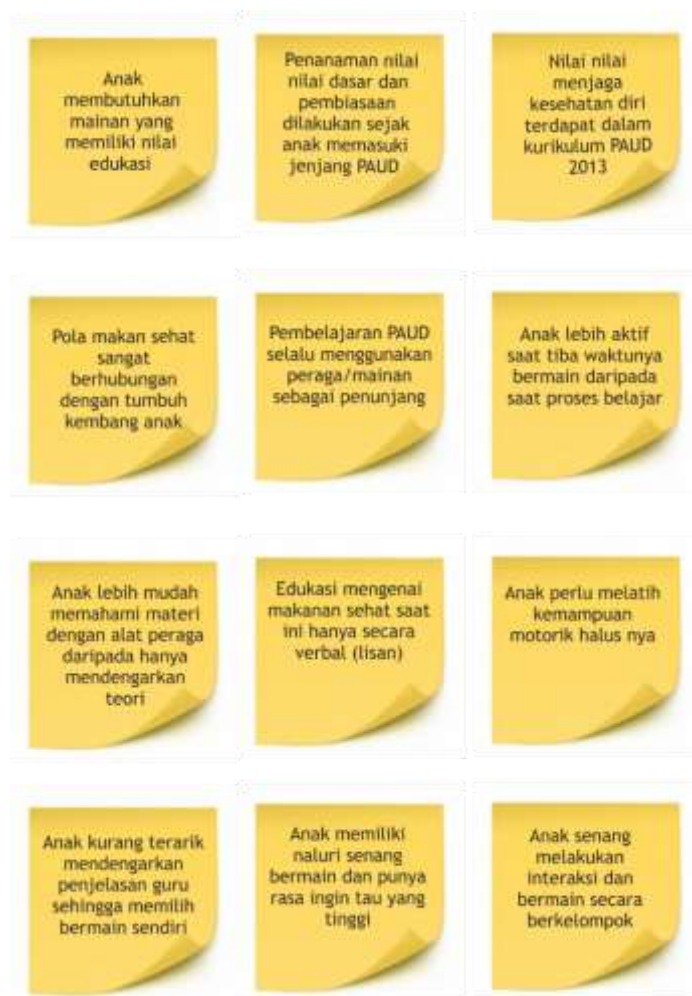 Anak
membutuhkan
mainan yang
memiliki nilai
edukasi
Penanaman nilai
nilai dasar dan
pembiasaan
dilakukan sejak
anak memasuki
jenjang PAUD
Nilai nilai
menjaga
kesehatan diri
terdapat dalam
kurikulum PAUD
2013
Pola makan sehat
sangat
berhubungan
dengan tumbuh
kembang anak
Pembelajaran PAUD
selalu menggunakan
peraga/mainan
sebagai penunjang
Anak lebih aktif
saat tiba waktunya
bermain daripada
saat proses belajar
Anak lebih mudah
memahami materi
dengan alat peraga
daripada hanya
mendengarkan
teori
Edukasi mengenai
makanan sehat saat
ini hanya secara
verbal (lisan)
Anak perlu melatih
kemampuan
motorik halus nya
Anak kurang terarik
mendengarkan
penjelasan guru
sehingga memilih
bermain sendiri
Anak memiliki
naluri senang
bermain dan punya
rasa ingin tau yang
tinggi
Anak senang
melakukan
interaksi dan
bermain secara
berkelompok